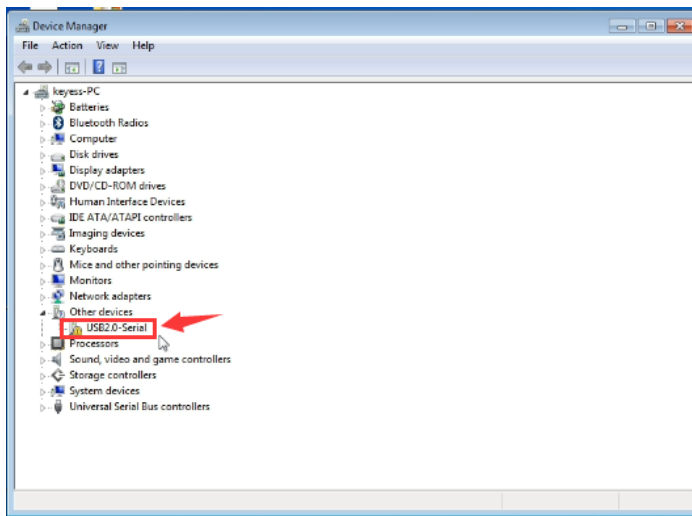 Device Manager
File Action View Help
keyess-PC
Batteries
Bluetooth Radios
Computer
Disk drives
Display adapters
DVD/CD-ROM drives
Human Interface Devices
IDE ATA/ATAPI controllers
Imaging devices
Keyboards
Mice and other pointing devices
Monitors
Network adapters
Other devices
USB2.0-Serial
Processors
Sound, video and game controllers
Storage controllers
System devices
Universal Serial Bus controllers